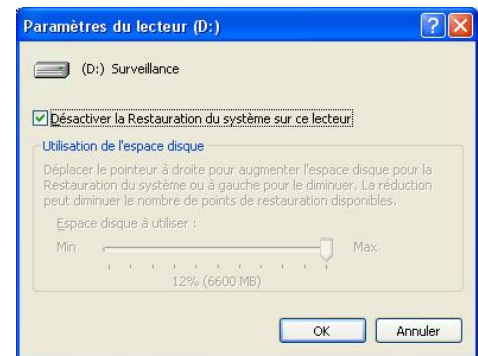 Paramètres du lecteur (D:)
(D:) Surveillance
Désactiver la Restauration du système sur ce lecteur
Utilisation de l'espace disque
Déplacer le pointeur à droite pour augmenter l'espace disque pour la
Restauration du système ou à gauche pour le diminuer. La réduction
peut diminuer le nombre de points de restauration disponibles.
Espace disque à utiliser :
Min Max
12% (6600 MB)
OK Annuler